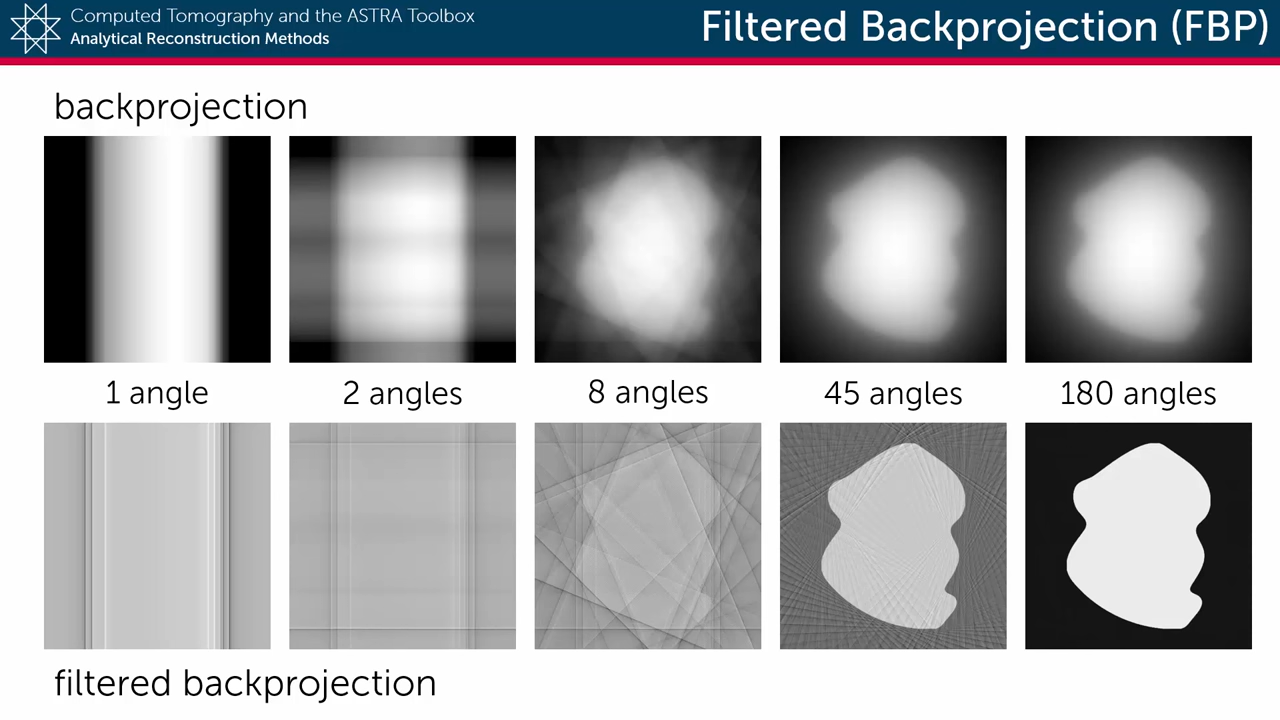 Computed Tomography and the ASTRA Toolbox
Analytical Reconstruction Methods
Filtered Backprojection (FBP)
backprojection
1 angle
2 angles
8 angles
45 angles
180 angles
filtered backprojection